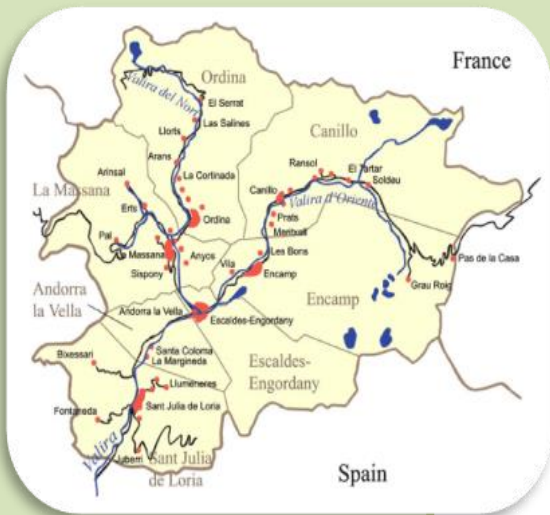 France
Ordina
Valira del Nort
El Serrat
Las Salines
Canillo
Llorts
Ransol
El Tartar
Arans
Soldeu
Arinsal
La Cortinada
Canillo
La Massana
Valira d'Oriente
Erts
Ordina
Prats
Meritxell
Pal
La Massana
Anyos
Les Bons
Pas de la Casa
Sispony
Vila
Encamp
Grau Roig
Andorra
la Vella
Encamp
Andorra la Vella
Escaldes-Engordany
Bixessari
Santa Coloma
La Margineda
Escaldes-
Engordany
Llumeneres
Fontaneda
Sant Julia de Loria
Valira
Juberri
Sant Julia
de Loria
Spain